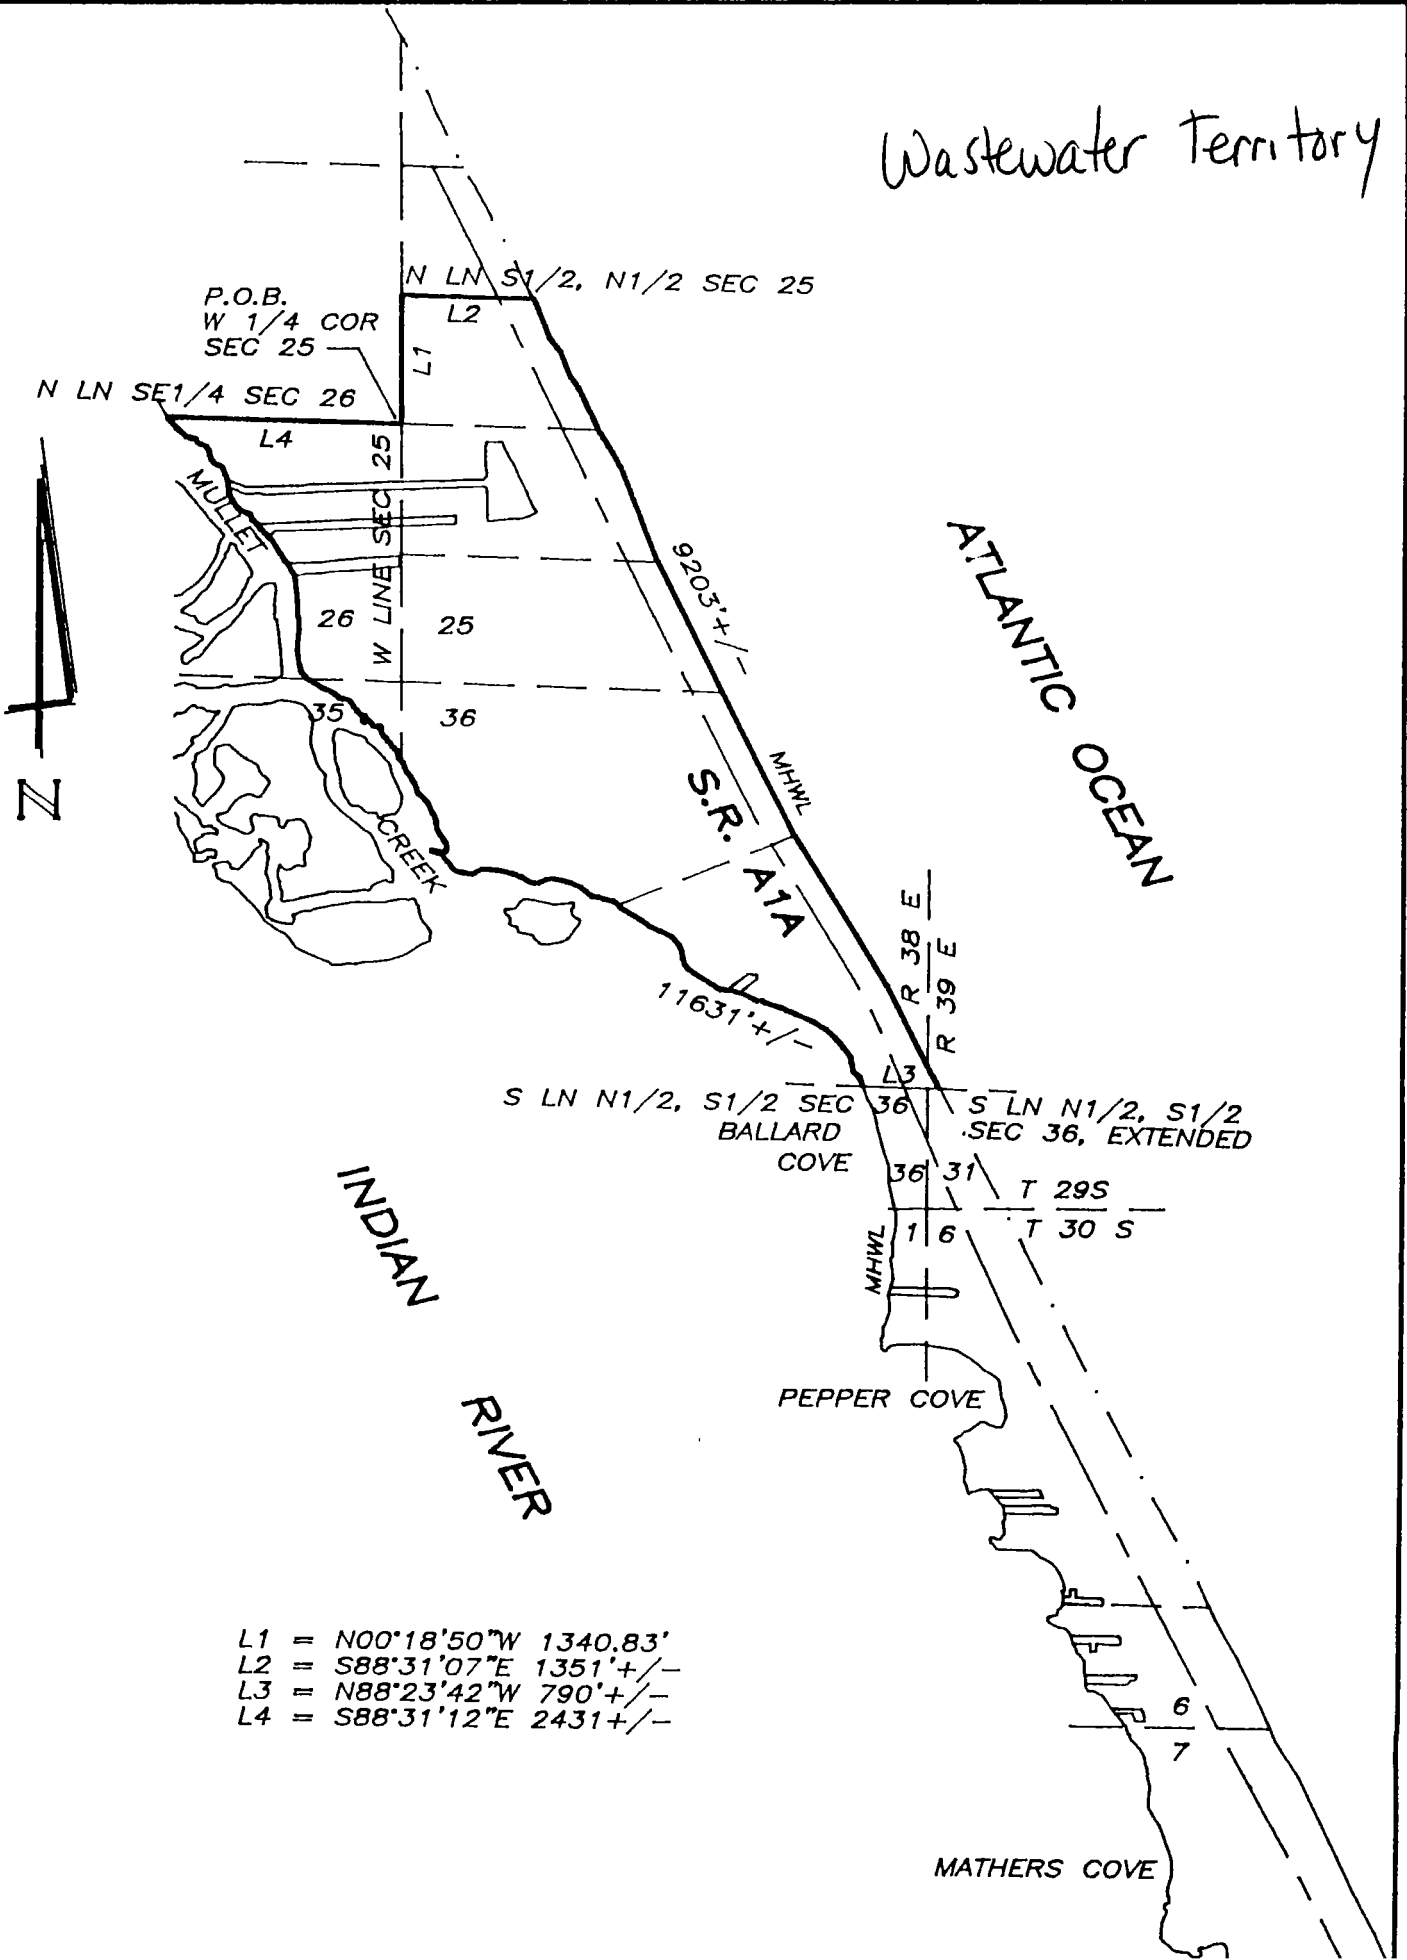 Wastewater Territory
N LN S1/2, N1/2 SEC 25
P.O.B.
W 1/4 COR
SEC 25
L2
L1
N LN SE1/4 SEC 26
L4
W LINE SEC 25
MULLET
CREEK
26
25
35
36
9203'+/-
MHWL
S.R. A1A
ATLANTIC OCEAN
N
R 38 E
R 39 E
11631'+/-
L3
S LN N1/2, S1/2 SEC 36
S LN N1/2, S1/2
SEC 36, EXTENDED
BALLARD
COVE
36
31
T 29S
T 30 S
1
6
MHWL
INDIAN RIVER
PEPPER COVE
L1 = N00°18'50"W 1340.83'
L2 = S88°31'07"E 1351'+/-
L3 = N88°23'42"W 790'+/-
L4 = S88°31'12"E 2431+/-
6
7
MATHERS COVE